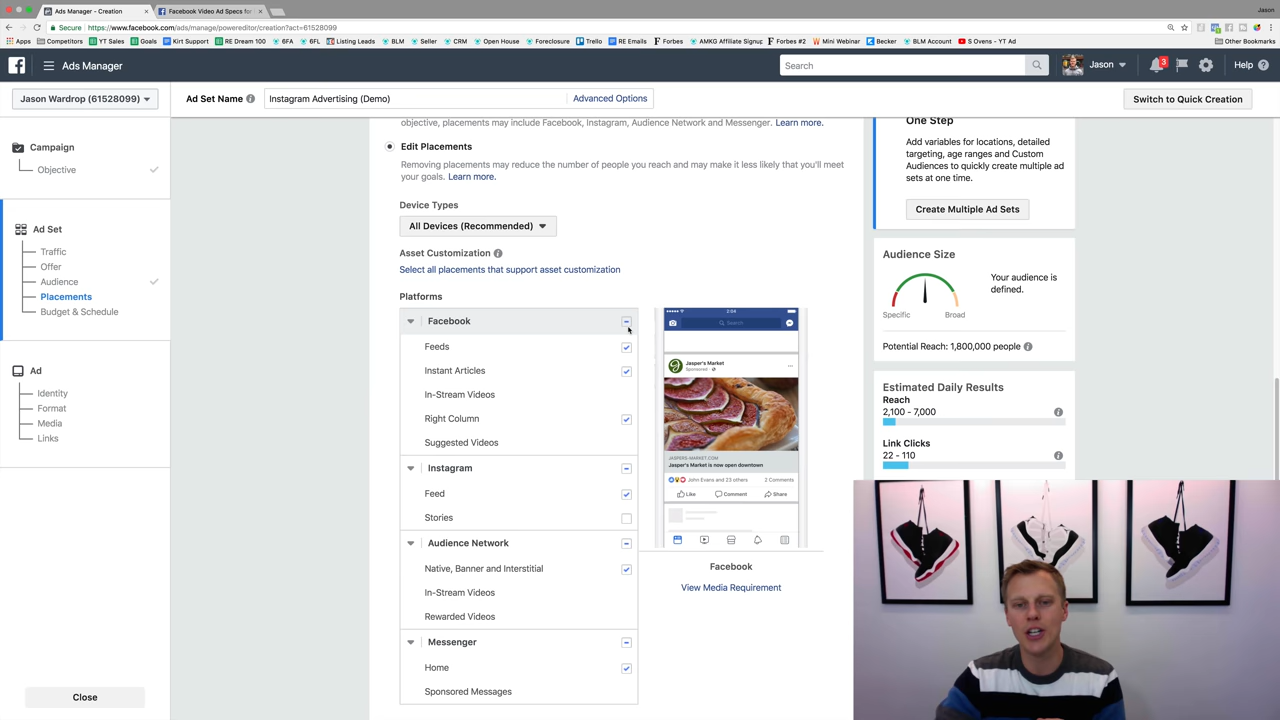 Jason
Ads Manager - Creation
Facebook Video Ad Specs for
Secure
https://www.facebook.com/ads/manage/powereditor/creation?act=61528099
Apps
Competitors
YT Sales
Goals
Kirt Support
RE Dream 100
6FA
6FL
Listing Leads
BLM
Seller
CRM
Open House
Foreclosure
Trello
RE Emails
Forbes
AMKG Affiliate Signup
Forbes #2
Mini Webinar
Becker
BLM Account
S Ovens - YT Ad
Other Bookmarks
Ads Manager
Search
Jason
3
Help
Jason Wardrop (61528099)
Ad Set Name
Instagram Advertising (Demo)
Advanced Options
Switch to Quick Creation
Campaign
Objective
Ad Set
Traffic
Offer
Audience
Placements
Budget & Schedule
Ad
Identity
Format
Media
Links
Close
objective, placements may include Facebook, Instagram, Audience Network and Messenger. Learn more.
Edit Placements
Removing placements may reduce the number of people you reach and may make it less likely that you'll meet
your goals. Learn more.
Device Types
All Devices (Recommended)
Asset Customization
Select all placements that support asset customization
Platforms
Facebook
Feeds
Instant Articles
In-Stream Videos
Right Column
Suggested Videos
Instagram
Feed
Stories
Audience Network
Native, Banner and Interstitial
In-Stream Videos
Rewarded Videos
Messenger
Home
Sponsored Messages
2:04
Search
Jasper's Market
Sponsored
JASPERS-MARKET.COM
Jasper's Market is now open downtown
John Evans and 23 others
2 Comments
Like
Comment
Share
Facebook
View Media Requirement
One Step
Add variables for locations, detailed
targeting, age ranges and Custom
Audiences to quickly create multiple ad
sets at one time.
Create Multiple Ad Sets
Audience Size
Your audience is
defined.
Specific
Broad
Potential Reach: 1,800,000 people
Estimated Daily Results
Reach
2,100 - 7,000
Link Clicks
22 - 110